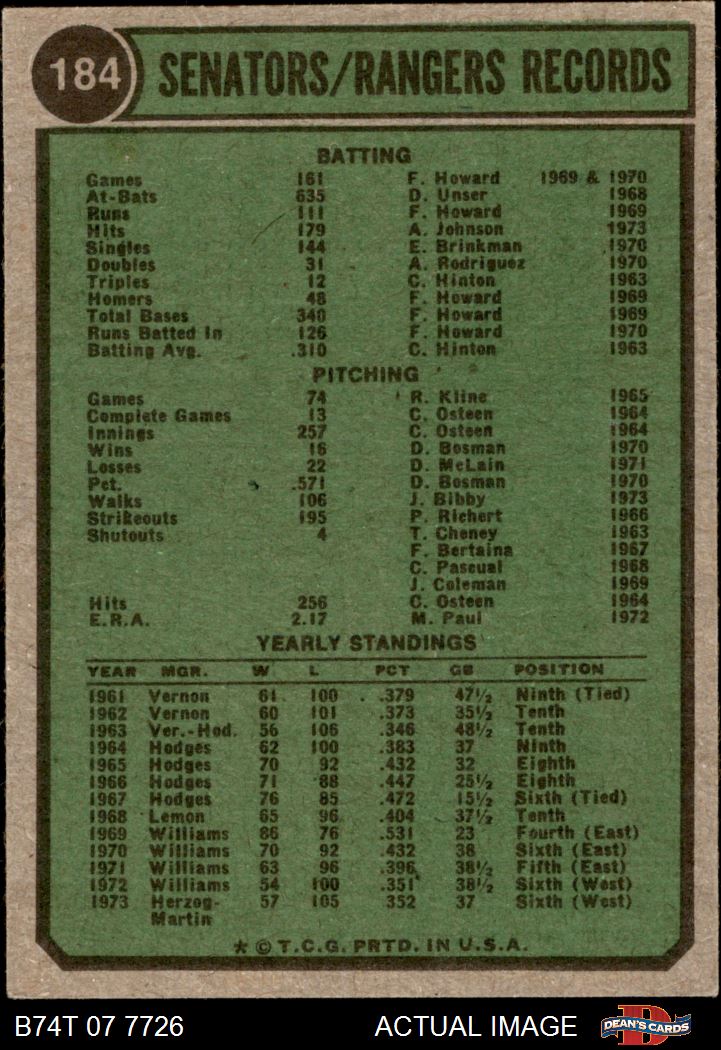 184 SENATORS/RANGERS RECORDS
BATTING
Games 161 F. Howard 1969 & 1970
At-Bats 635 D. Unser 1968
Runs 111 F. Howard 1969
Hits 179 A. Johnson 1973
Singles 144 E. Brinkman 1970
Doubles 31 A. Rodriguez 1970
Triples 12 C. Hinton 1963
Homers 48 F. Howard 1969
Total Bases 340 F. Howard 1969
Runs Batted In 126 F. Howard 1970
Batting Avg. .310 C. Hinton 1963
PITCHING
Games 74 R. Kline 1965
Complete Games 13 C. Osteen 1964
Innings 257 C. Osteen 1964
Wins 16 D. Bosman 1970
Losses 22 D. McLain 1971
Pct. .571 D. Bosman 1970
Walks 106 J. Bibby 1973
Strikeouts 195 P. Richert 1966
Shutouts 4 T. Cheney 1963
F. Bertaina 1967
C. Pascual 1968
J. Coleman 1969
Hits 256 C. Osteen 1964
E.R.A. 2.17 M. Paul 1972
YEARLY STANDINGS
YEAR MGR. W L PCT GB POSITION
1961 Vernon 61 100 .379 47½ Ninth (Tied)
1962 Vernon 60 101 .373 35½ Tenth
1963 Ver.-Hod. 56 106 .346 48½ Tenth
1964 Hodges 62 100 .383 37 Ninth
1965 Hodges 70 92 .432 32 Eighth
1966 Hodges 71 88 .447 25½ Eighth
1967 Hodges 76 85 .472 15½ Sixth (Tied)
1968 Lemon 65 96 .404 37½ Tenth
1969 Williams 86 76 .531 23 Fourth (East)
1970 Williams 70 92 .432 38 Sixth (East)
1971 Williams 63 96 .396 38½ Fifth (East)
1972 Williams 54 100 .351 38½ Sixth (West)
1973 Herzog- 57 105 .352 37 Sixth (West)
Martin
* © T.C.G. PRTD. IN U.S.A.
B74T 07 7726 ACTUAL IMAGE D DEAN'S CARDS